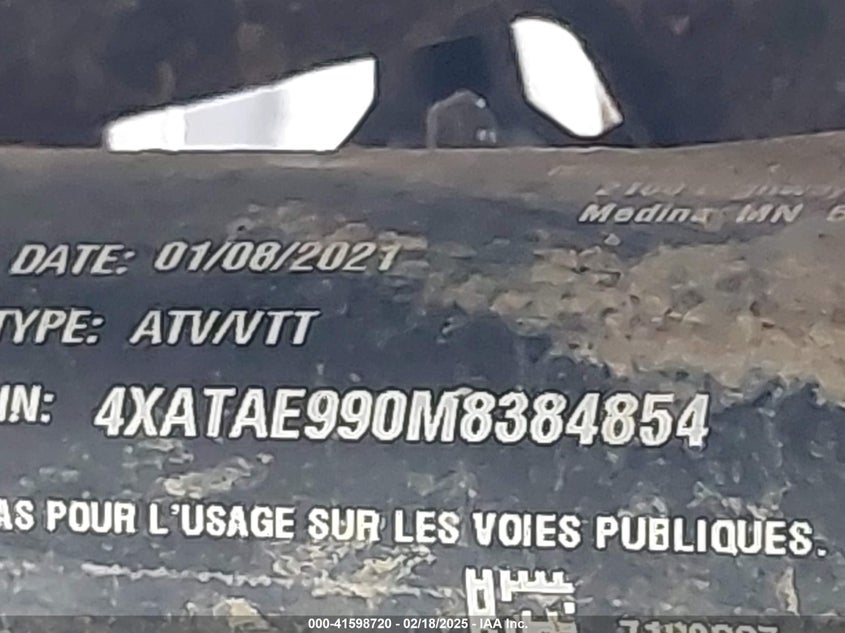 Medina MN
DATE: 01/08/2021
TYPE: ATV/VTT
IN: 4XATAE990M8384854
AS POUR L'USAGE SUR LES VOIES PUBLIQUES.
000-41598720 - 02/18/2025 - IAA Inc.